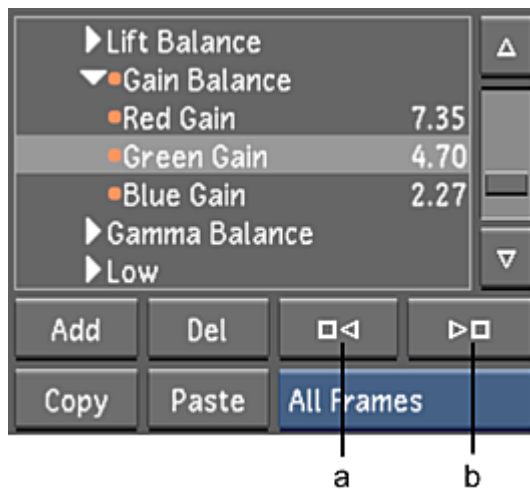 Lift Balance
Gain Balance
Red Gain 7.35
Green Gain 4.70
Blue Gain 2.27
Gamma Balance
Low
Add Del
Copy Paste All Frames
a b